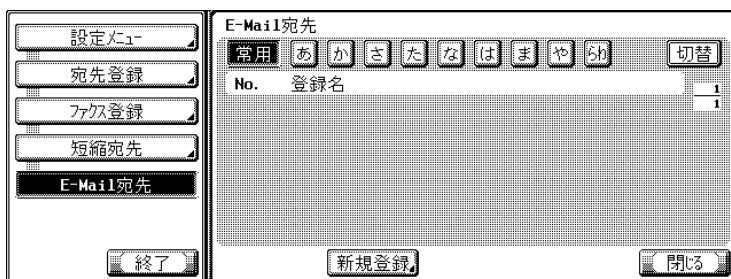 設定メニュー
宛先登録
ファクス登録
短縮宛先
E-Mail宛先
終了
E-Mail宛先
常用 あ か さ た な は ま や らわ 切替
No. 登録名
1
1
新規登録 閉じる